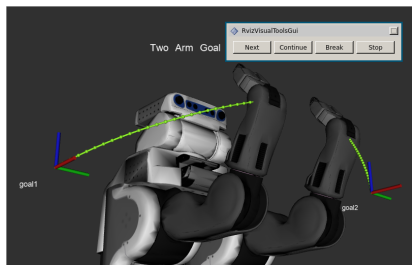 RvizVisualToolsGui
Next Continue Break Stop
Two Arm Goal
goal1
goal2